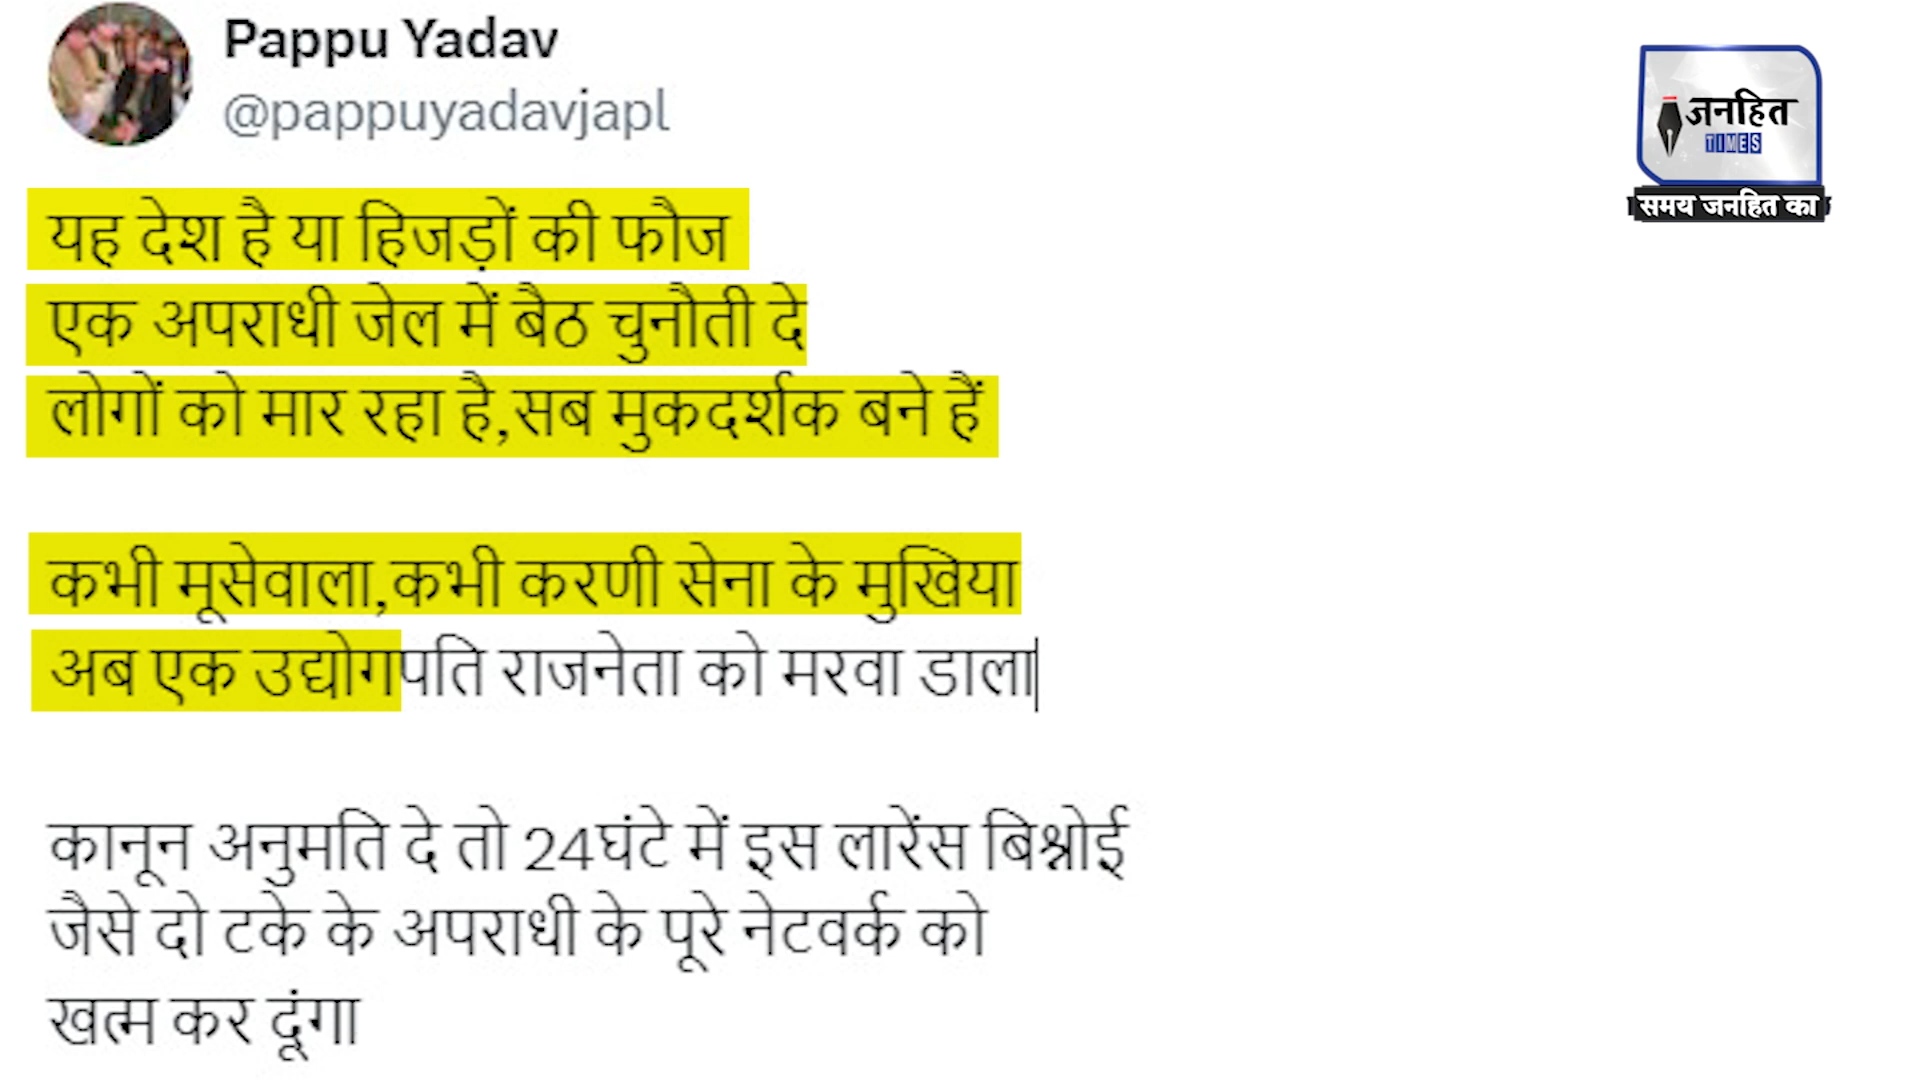 Pappu Yadav
@pappuyadavjapl
जनहित
TIMES
समय जनहित का
यह देश है या हिजड़ों की फौज
एक अपराधी जेल में बैठ चुनौती दे
लोगों को मार रहा है,सब मुकदर्शक बने हैं
कभी मूसेवाला,कभी करणी सेना के मुखिया
अब एक उद्योगपति राजनेता को मरवा डाला
कानून अनुमति दे तो 24घंटे में इस लारेंस बिश्नोई
जैसे दो टके के अपराधी के पूरे नेटवर्क को
खत्म कर दूंगा